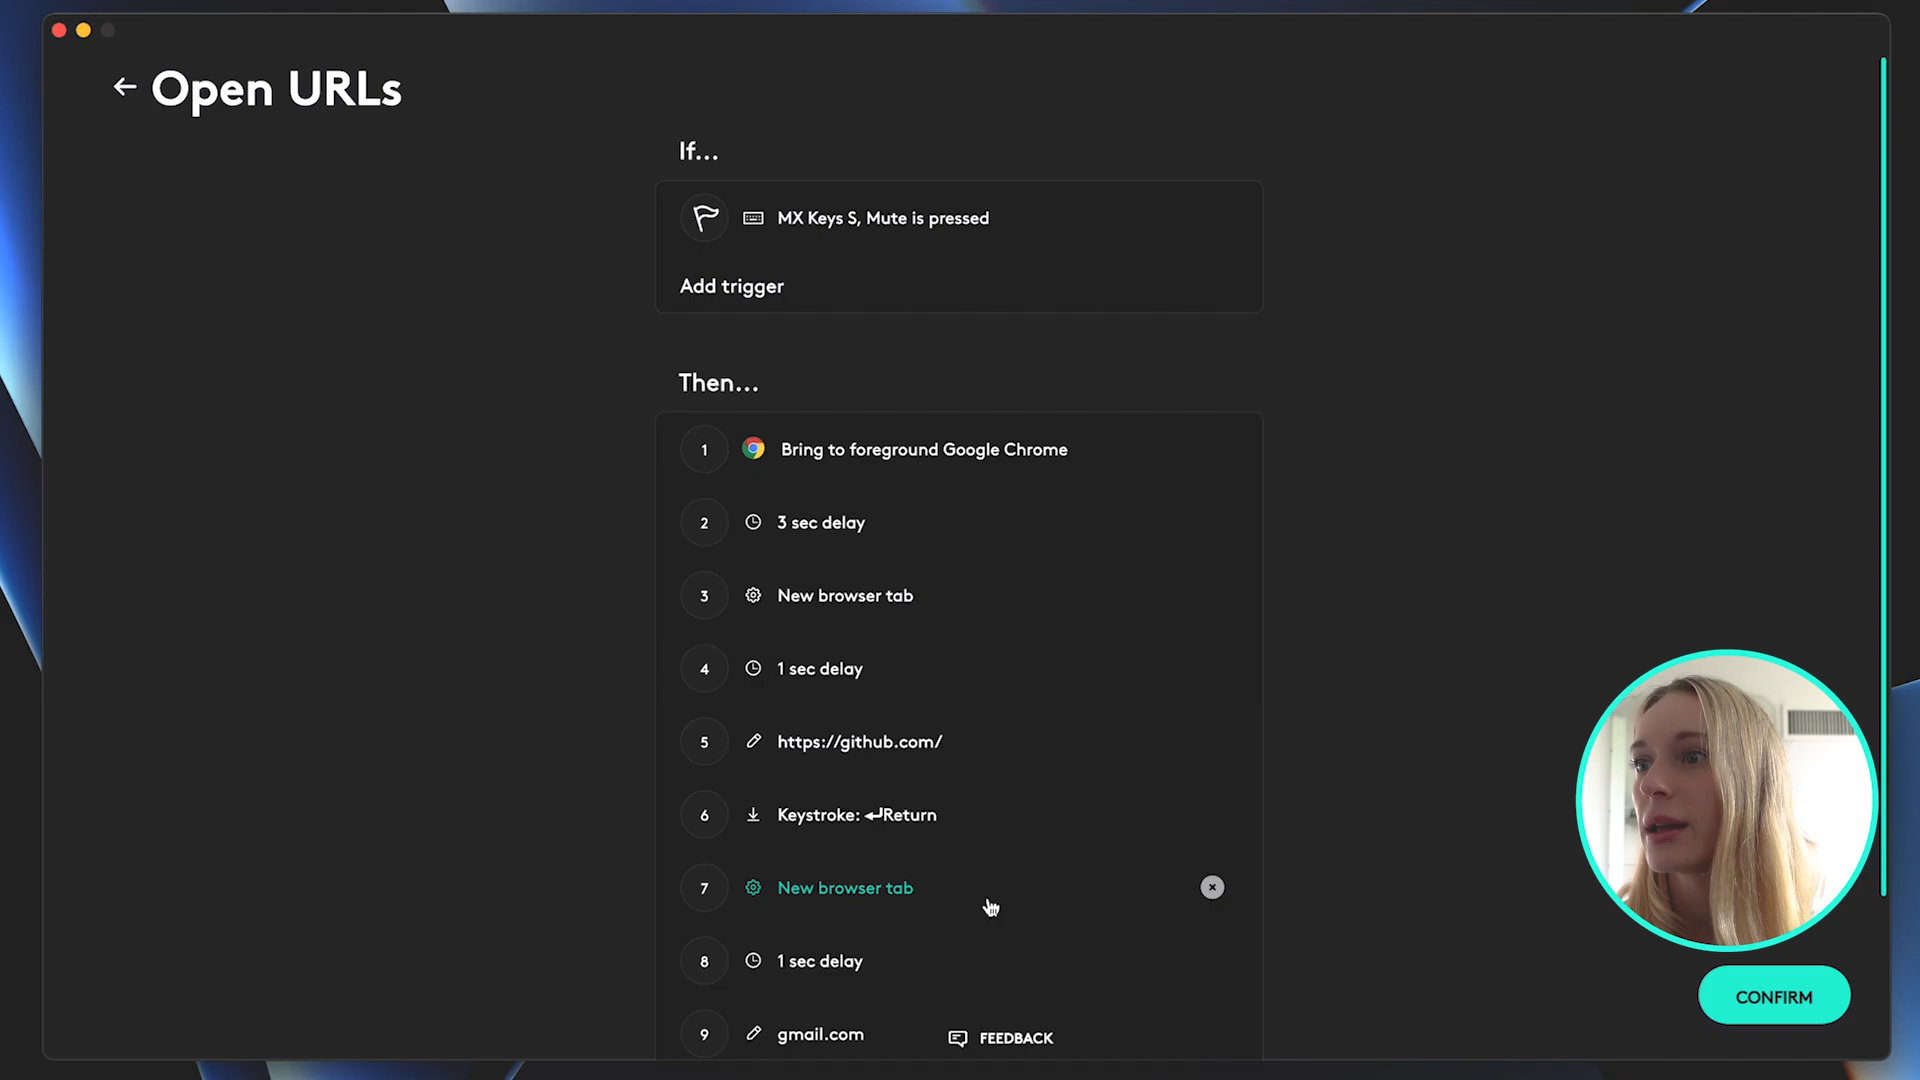 Open URLs
If...
MX Keys S, Mute is pressed
Add trigger
Then...
1 Bring to foreground Google Chrome
2 3 sec delay
3 New browser tab
4 1 sec delay
5 https://github.com/
6 Keystroke: ↵Return
7 New browser tab
8 1 sec delay
9 gmail.com
FEEDBACK
CONFIRM